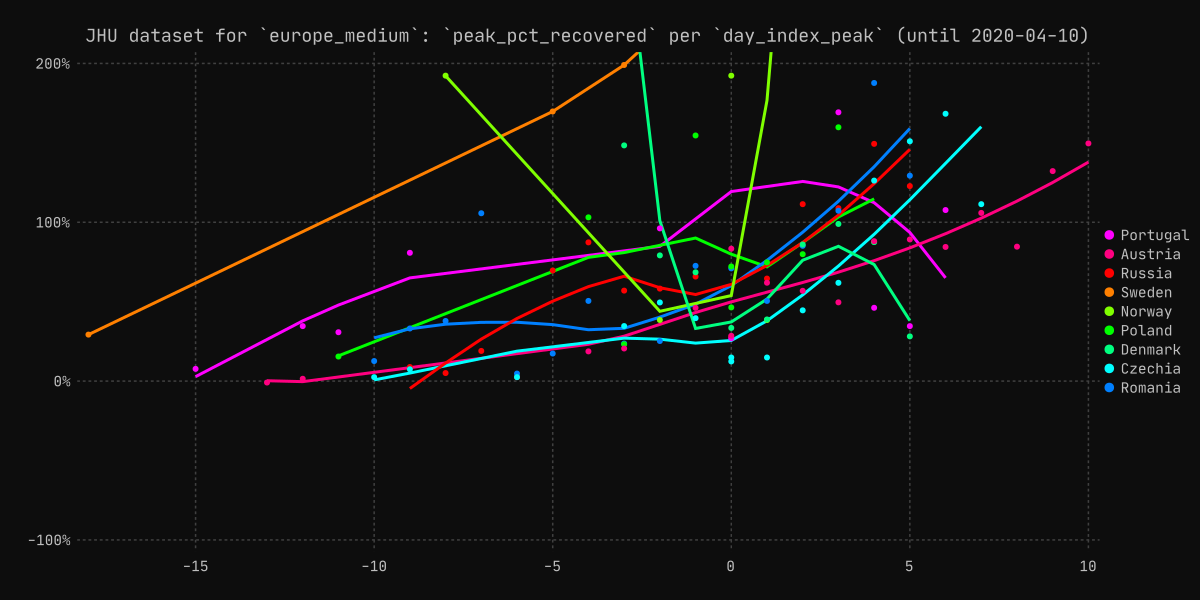 JHU dataset for `europe_medium`: `peak_pct_recovered` per `day_index_peak` (until 2020-04-10)
200%
100%
0%
-100%
-15
-10
-5
0
5
10
Portugal
Austria
Russia
Sweden
Norway
Poland
Denmark
Czechia
Romania